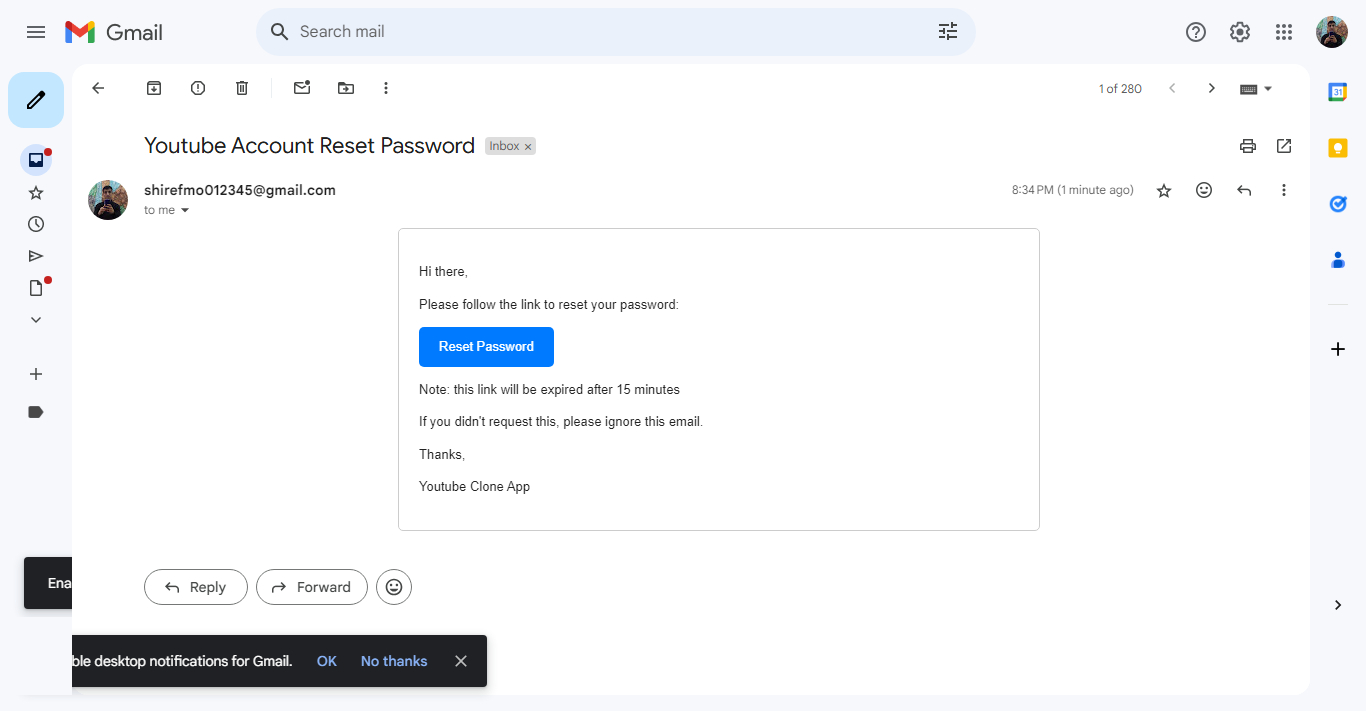 Gmail
Search mail
1 of 280
Youtube Account Reset Password
Inbox ×
shirefmo012345@gmail.com
8:34 PM (1 minute ago)
to me
Hi there,
Please follow the link to reset your password:
Reset Password
Note: this link will be expired after 15 minutes
If you didn't request this, please ignore this email.
Thanks,
Youtube Clone App
Ena
Reply
Forward
ble desktop notifications for Gmail.
OK
No thanks
31